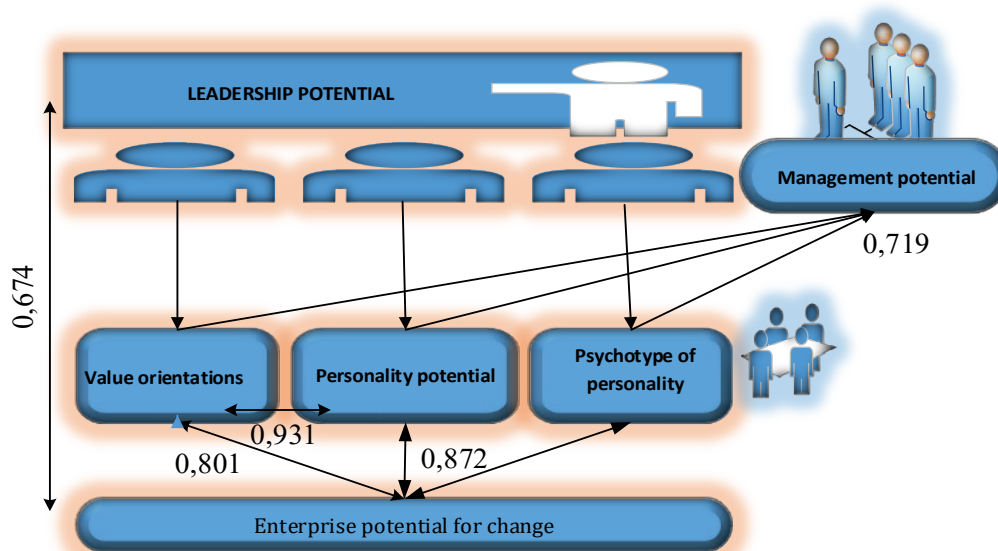 LEADERSHIP POTENTIAL
Management potential
0,719
0,674
Value orientations
Personality potential
Psychotype of
personality
0,931
0,801
0,872
Enterprise potential for change